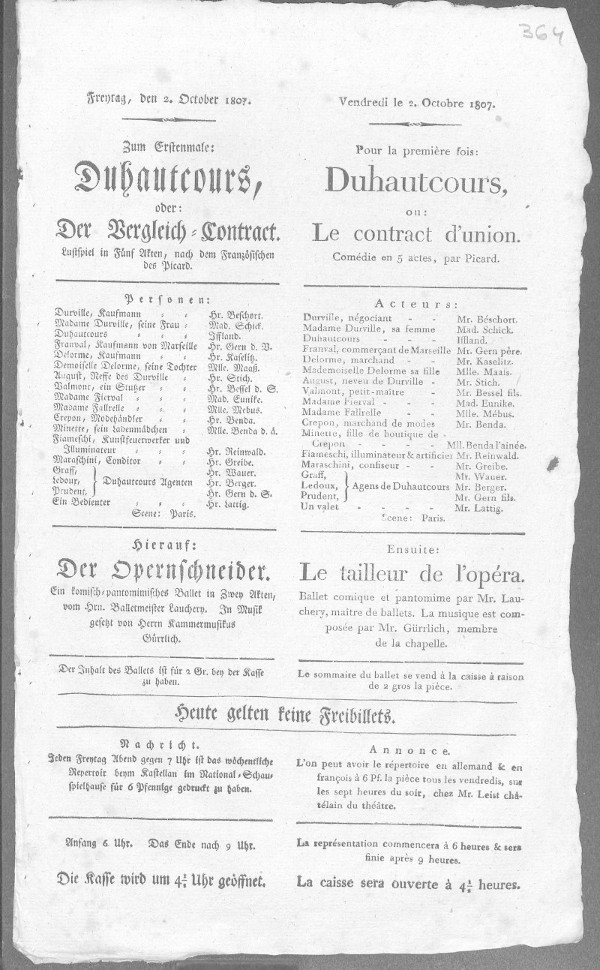 364
Freytag, den 2. October 1807.
Zum Erstenmale:
Duhautcours,
oder:
Der Vergleich-Contract.
Lustspiel in Fünf Akten, nach dem Französischen
des Picard.
Personen:
Durville, Kaufmann - - Hr. Beschort.
Madame Durville, seine Frau - Mad. Schick.
Duhautcours - - - Iffland.
Franval, Kaufmann von Marseille Hr. Gern d. V.
Delorme, Kaufmann - - Hr. Kaselitz.
Demoiselle Delorme, seine Tochter Mlle. Maaß.
August, Neffe des Durville - Hr. Stich.
Valmont, ein Stutzer - - Hr. Bessel d. S.
Madame Fierval - - - Mad. Eunike.
Madame Fallrelle - - - Mlle. Mebus.
Crepon, Modehändler - - Hr. Benda.
Minette, sein Ladenmädchen - Mlle. Benda d. ä.
Fiameschi, Kunstfeuerwerker und
Illuminateur - - - Hr. Reinwald.
Maraschini, Conditor - - Hr. Greibe.
Graff, Hr. Wauer.
Ledoux, } Duhautcours Agenten Hr. Berger.
Prudent, Hr. Gern d. S.
Ein Bedienter - - - Hr. Lattig.
Scene: Paris.
Hierauf:
Der Opernschneider.
Ein komisch-pantomimisches Ballet in Zwey Akten,
vom Hrn. Balletmeister Lauchery. In Musik
gesetzt von Herrn Kammermusikus
Gürrlich.
Der Inhalt des Ballets ist für 2 Gr. bey der Kasse
zu haben.
Vendredi le 2. Octobre 1807.
Pour la première fois:
Duhautcours,
ou:
Le contract d'union.
Comédie en 5 actes, par Picard.
Acteurs:
Durville, négociant - - Mr. Béschort.
Madame Durville, sa femme Mad. Schick.
Duhautcours - - - Iffland.
Franval, commerçant de Marseille Mr. Gern père.
Delorme, marchand - - Mr. Kaselitz.
Mademoiselle Delorme sa fille Mlle. Maass.
August, neveu de Durville - Mr. Stich.
Valmont, petit-maître - Mr. Bessel fils.
Madame Fierval - - - Mad. Eunike.
Madame Fallrelle - - Mlle. Mébus.
Crepon, marchand de modes Mr. Benda.
Minette, fille de boutique de
Crepon - - - - Mll. Benda l'ainée.
Fiameschi, illuminateur & artificier Mr. Reinwald.
Maraschini, confiseur - - Mr. Greibe.
Graff, Mr. Wauer.
Ledoux, } Agens de Duhautcours Mr. Berger.
Prudent, Mr. Gern fils.
Un valet - - - - Mr. Lattig.
Scene: Paris.
Ensuite:
Le tailleur de l'opéra.
Ballet comique et pantomime par Mr. Lau-
chery, maitre de ballets. La musique est com-
posée par Mr. Gürrlich, membre
de la chapelle.
Le sommaire du ballet se vend à la caisse à raison
de 2 gros la pièce.
Heute gelten keine Freibillets.
Nachricht.
Jeden Freytag Abend gegen 7 Uhr ist das wöchentliche
Repertoir beym Kastellan im National-Schau-
spielhause für 6 Pfennige gedruckt zu haben.
Anfang 6 Uhr. Das Ende nach 9 Uhr.
Die Kasse wird um 4½ Uhr geöffnet.
Annonce.
L'on peut avoir le répertoire en allemand & en
françois à 6 Pf. la pièce tous les vendredis, sur
les sept heures du soir, chez Mr. Leist châ-
télain du théâtre.
La représentation commencera à 6 heures & sera
finie après 9 heures.
La caisse sera ouverte à 4½ heures.